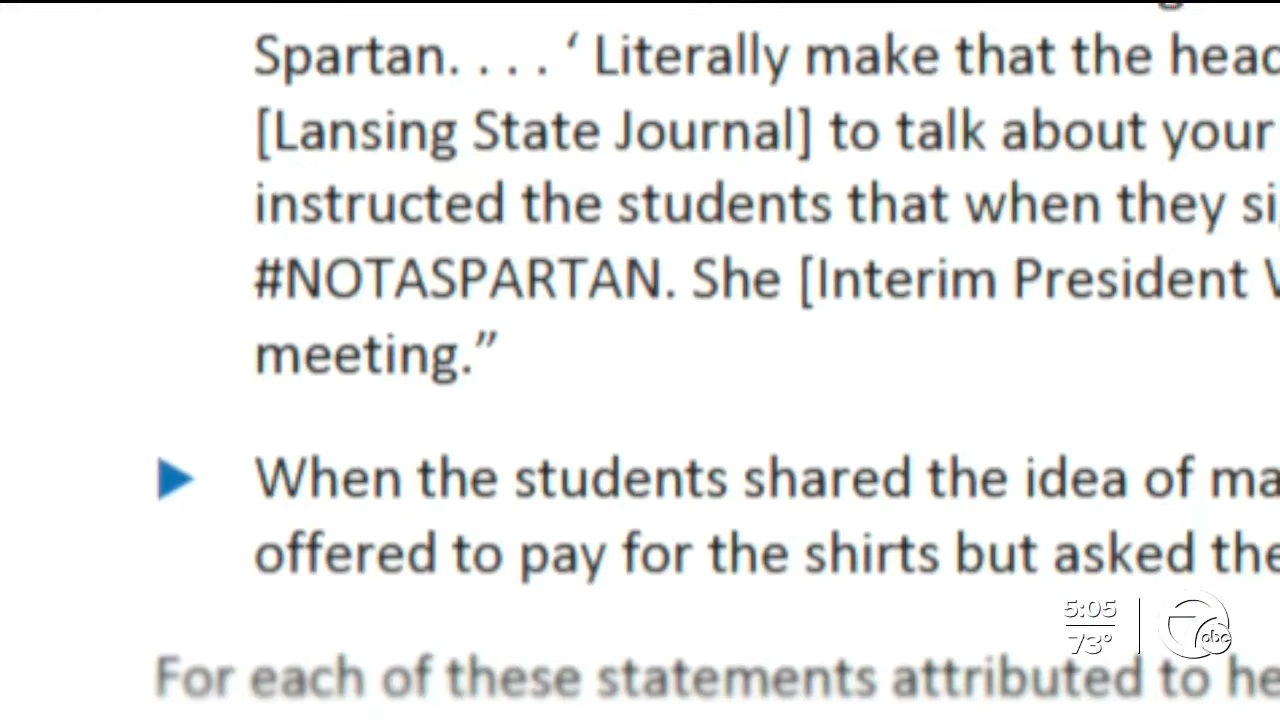 Spartan. . . . ‘ Literally make that the head
[Lansing State Journal] to talk about your
instructed the students that when they si
#NOTASPARTAN. She [Interim President
meeting.”
When the students shared the idea of ma
offered to pay for the shirts but asked the
For each of these statements attributed to he
5:05
73°
7
abc